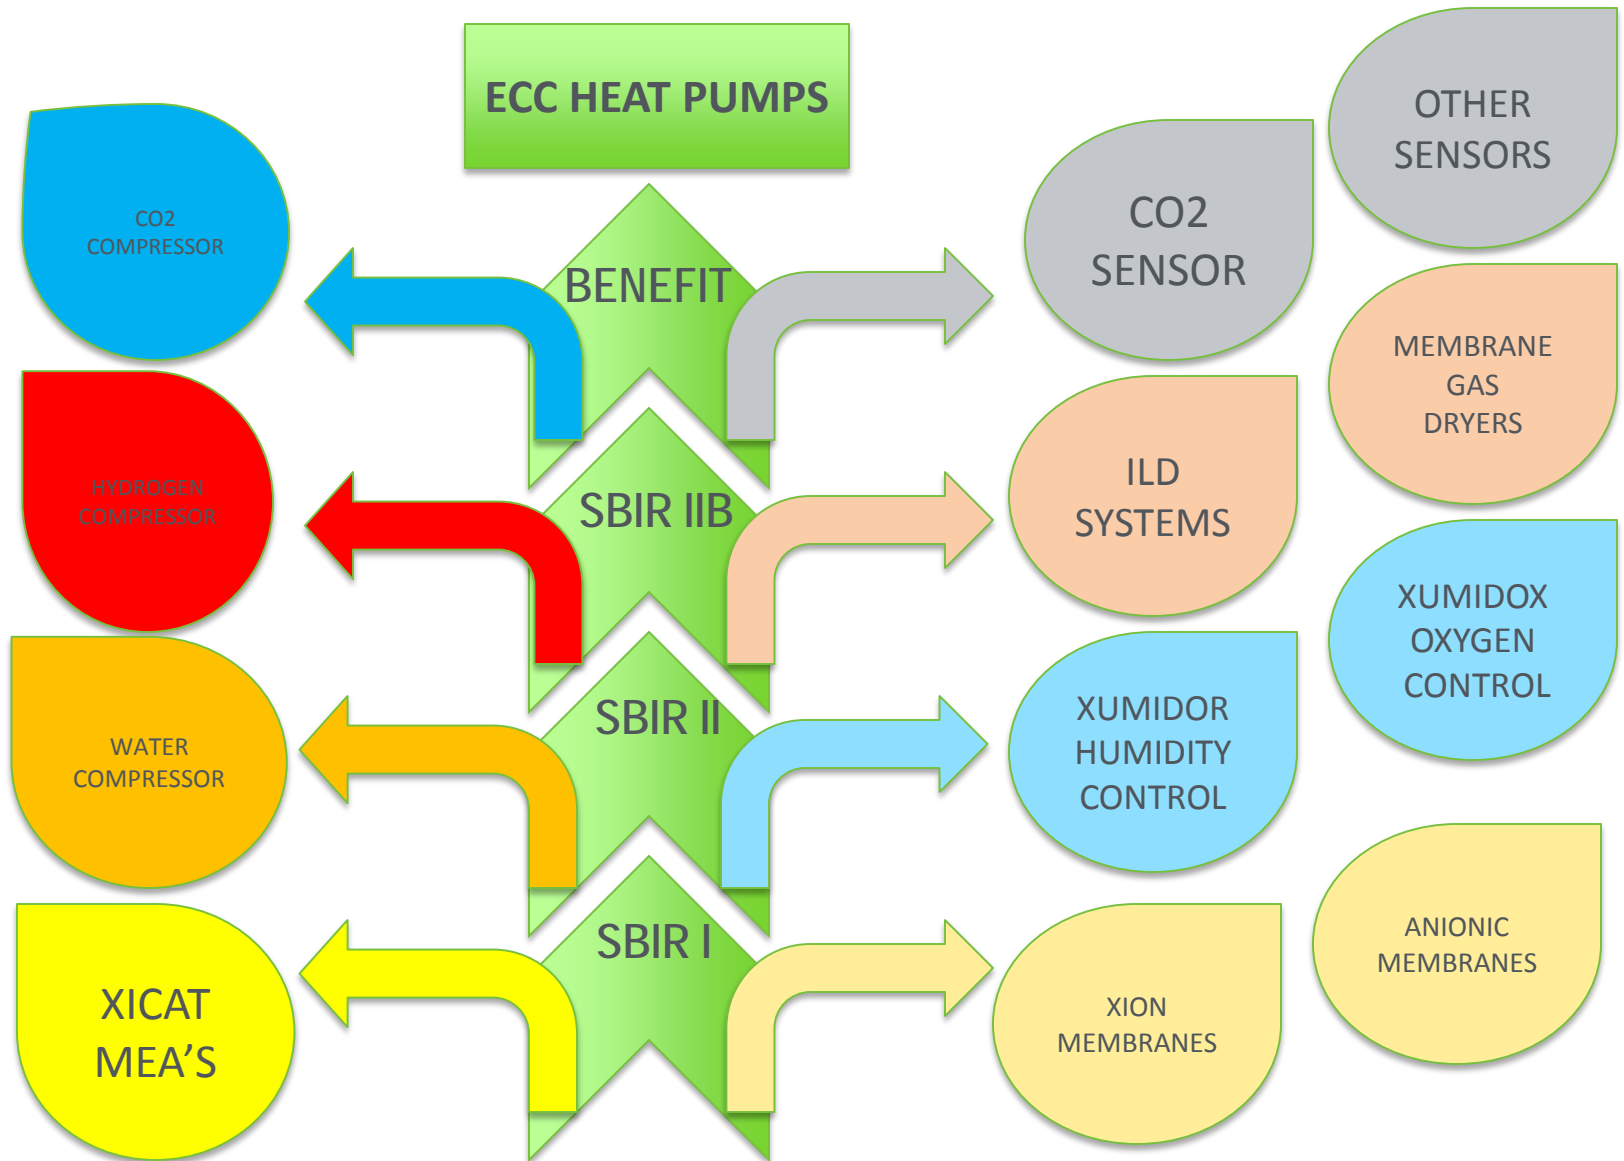 ECC HEAT PUMPS
OTHER
SENSORS
CO2
COMPRESSOR
BENEFIT
CO2
SENSOR
MEMBRANE
GAS
DRYERS
HYDROGEN
COMPRESSOR
SBIR IIB
ILD
SYSTEMS
XUMIDOX
OXYGEN
CONTROL
WATER
COMPRESSOR
SBIR II
XUMIDOR
HUMIDITY
CONTROL
XICAT
MEA'S
SBIR I
XION
MEMBRANES
ANIONIC
MEMBRANES